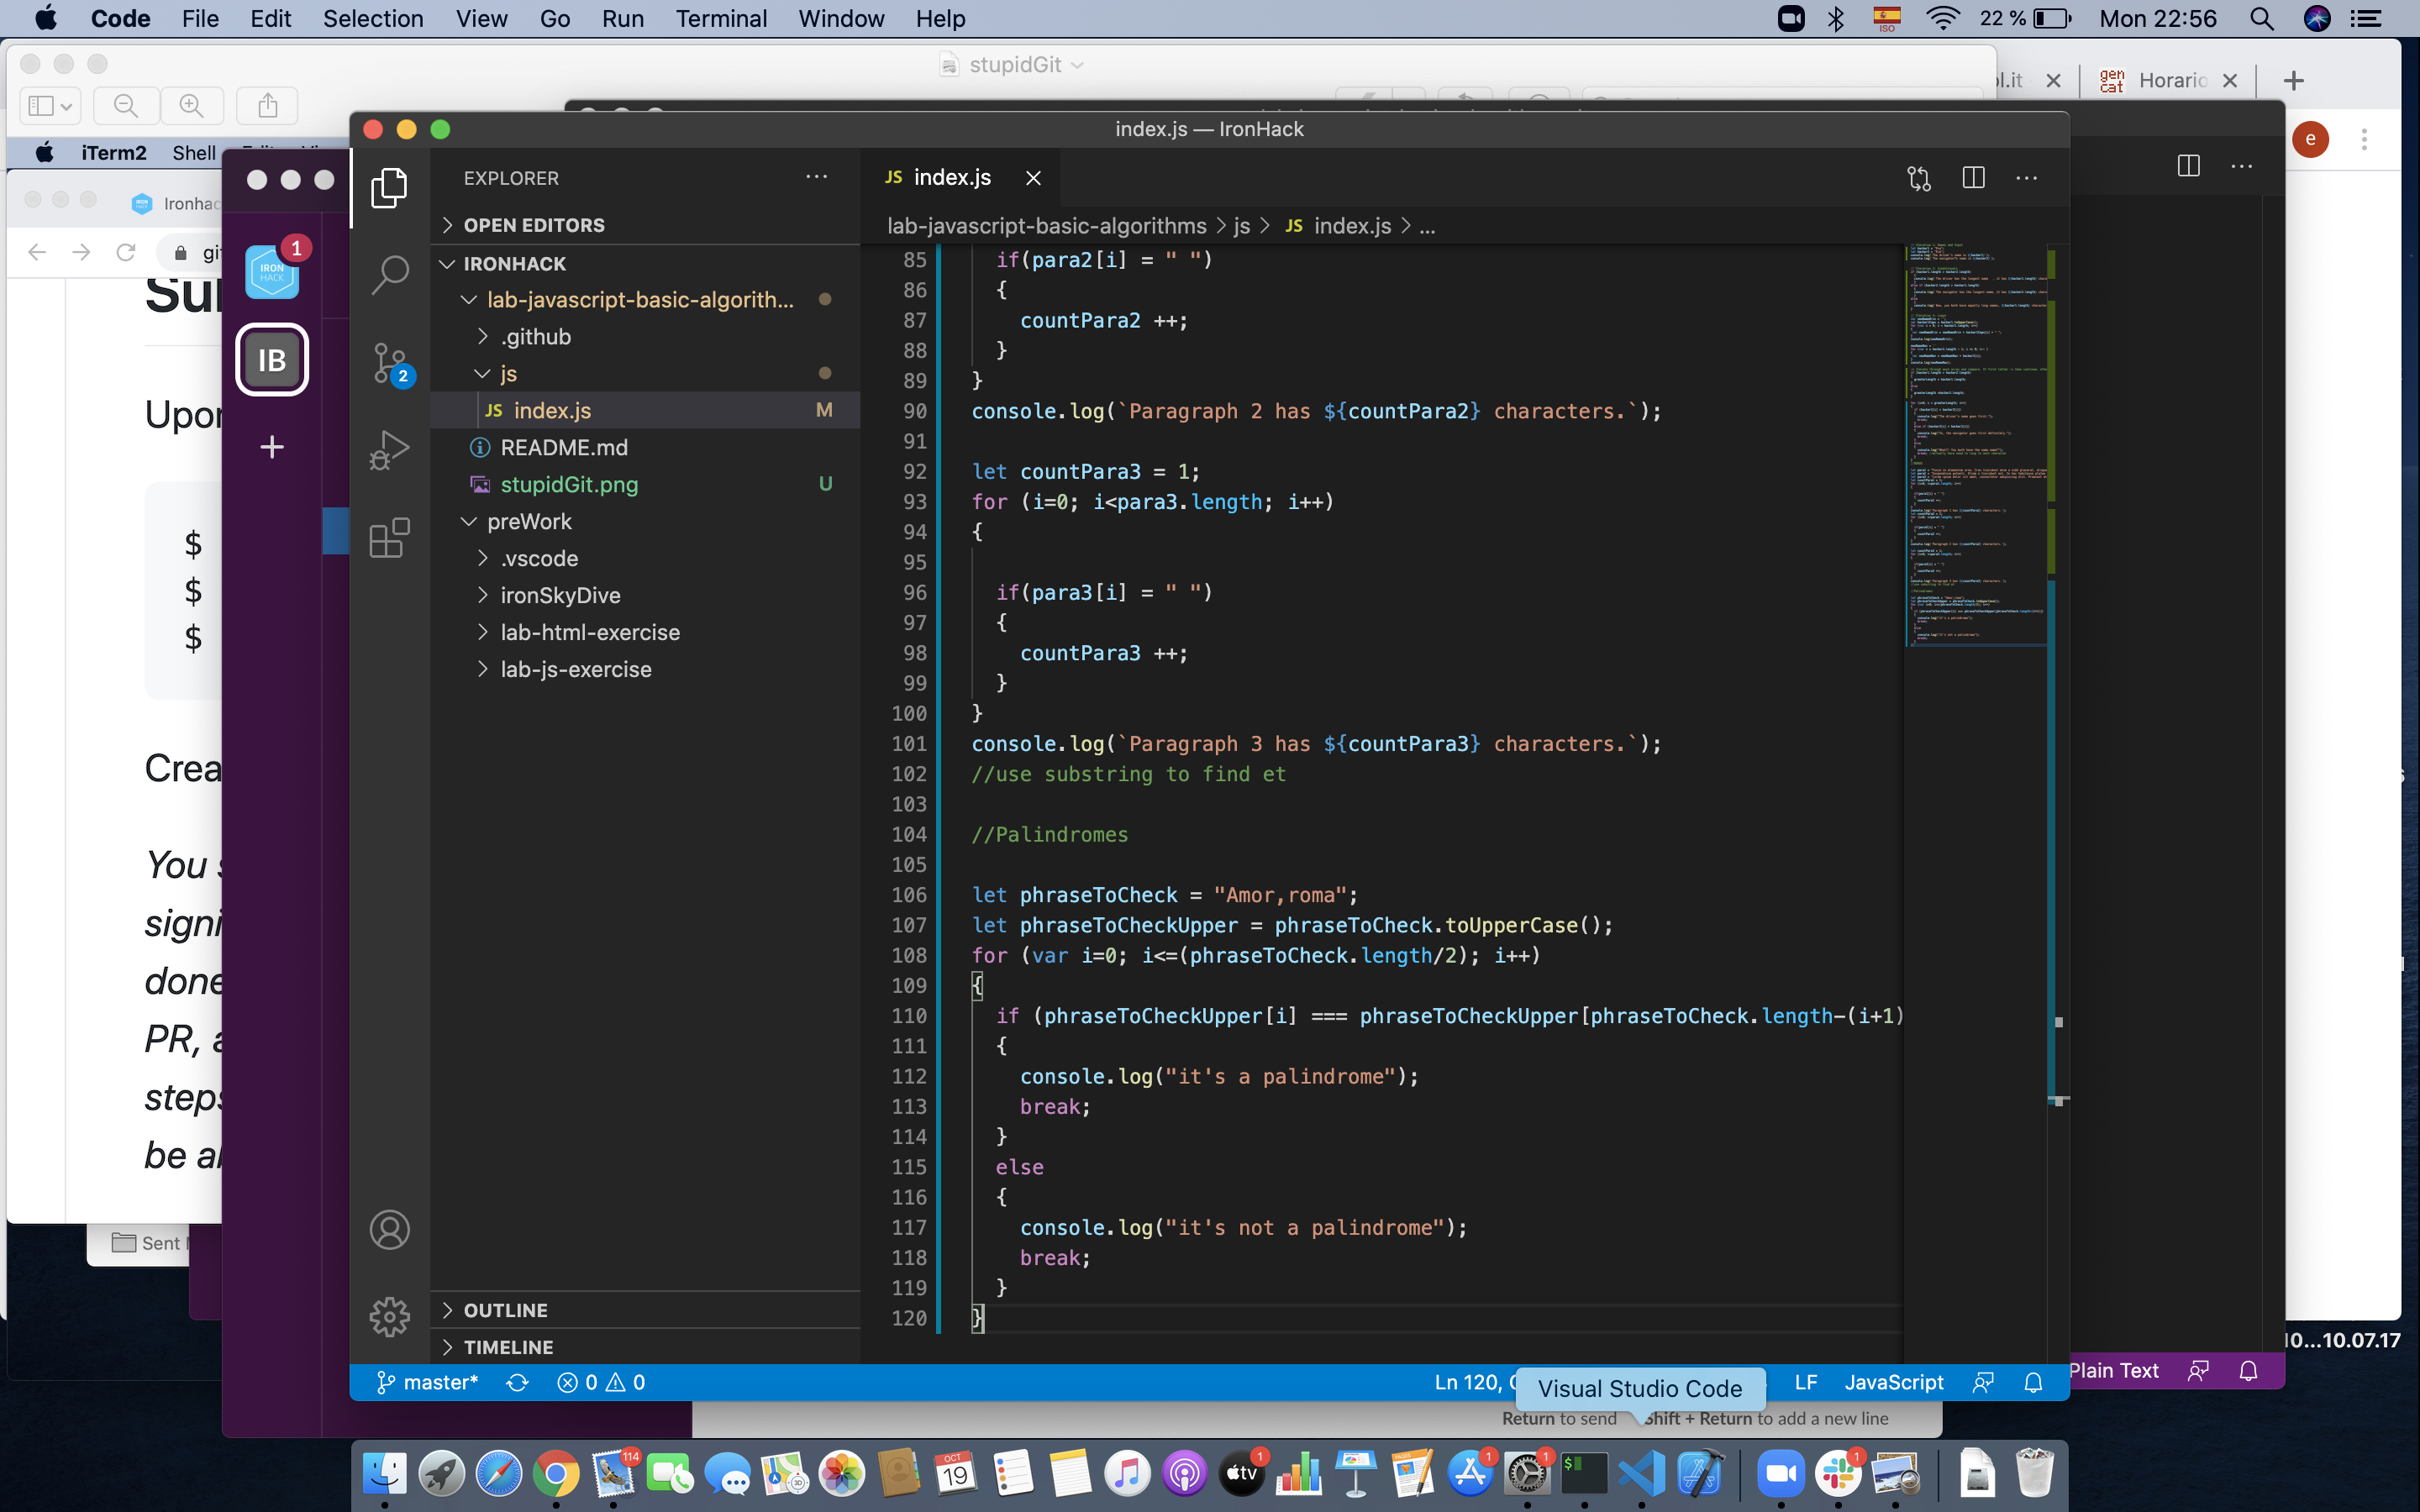 Code File Edit Selection View Go Run Terminal Window Help
ISO 22 % Mon 22:56
stupidGit
ol.it gen cat Horario
iTerm2 Shell
e
Ironhac
index.js — IronHack
EXPLORER
JS index.js
OPEN EDITORS
lab-javascript-basic-algorithms > js > JS index.js > ...
IRON HACK 1
IB
Upon
$
$
$
Crea
You s
signi
done
PR, a
steps
be al
Sent
IRONHACK
lab-javascript-basic-algorith...
.github
js
JS index.js M
README.md
stupidGit.png U
preWork
.vscode
ironSkyDive
lab-html-exercise
lab-js-exercise
2
OUTLINE
TIMELINE
85 if(para2[i] = " ")
86 {
87 countPara2 ++;
88 }
89 }
90 console.log(`Paragraph 2 has ${countPara2} characters.`);
91
92 let countPara3 = 1;
93 for (i=0; i<para3.length; i++)
94 {
95
96 if(para3[i] = " ")
97 {
98 countPara3 ++;
99 }
100 }
101 console.log(`Paragraph 3 has ${countPara3} characters.`);
102 //use substring to find et
103
104 //Palindromes
105
106 let phraseToCheck = "Amor,roma";
107 let phraseToCheckUpper = phraseToCheck.toUpperCase();
108 for (var i=0; i<=(phraseToCheck.length/2); i++)
109 {
110 if (phraseToCheckUpper[i] === phraseToCheckUpper[phraseToCheck.length-(i+1)
111 {
112 console.log("it's a palindrome");
113 break;
114 }
115 else
116 {
117 console.log("it's not a palindrome");
118 break;
119 }
120 }
10...10.07.17
master* 0 0 Ln 120, LF JavaScript
Plain Text
Visual Studio Code
Return to send Shift + Return to add a new line
114
OCT 19
3D
tv 1
1
1
$
1